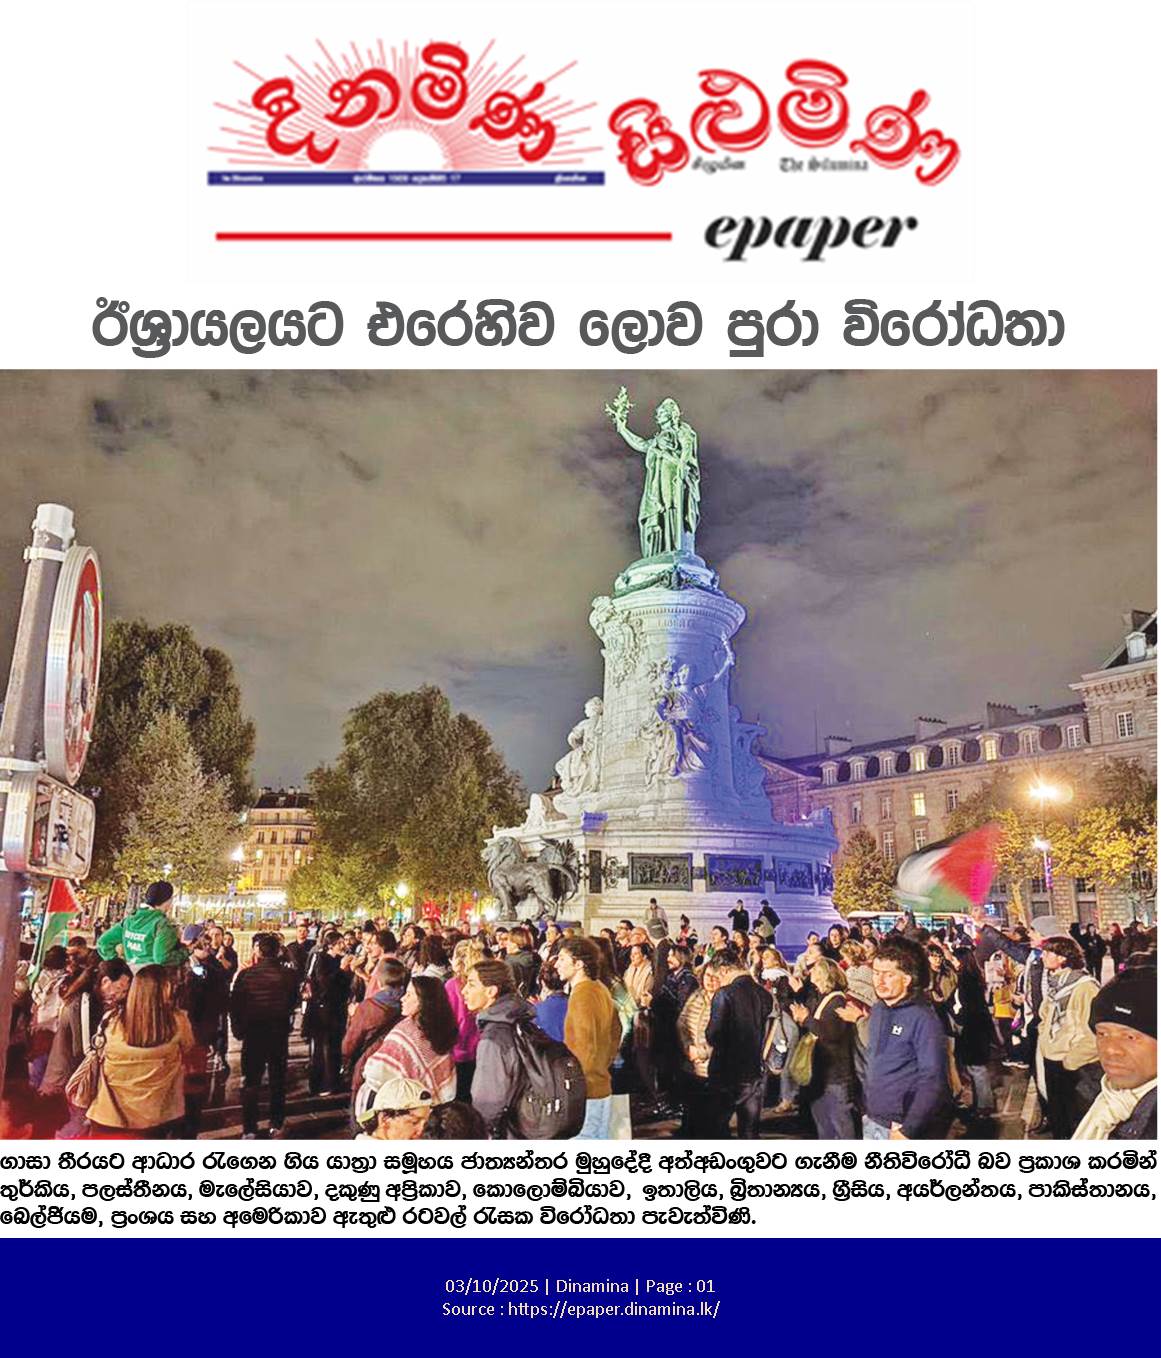 දිනමිණ සිළුමිණ
The Silumina
epaper
ඊශ්‍රායලයට එරෙහිව ලොව පුරා විරෝධතා
ගාසා තීරයට ආධාර රැගෙන ගිය යාත්‍රා සමූහය ජාත්‍යන්තර මුහුදේදී අත්අඩංගුවට ගැනීම නීතිවිරෝධී බව ප්‍රකාශ කරමින්
තුර්කිය, පලස්තීනය, මැලේසියාව, දකුණු අප්‍රිකාව, කොලොම්බියාව, ඉතාලිය, බ්‍රිතාන්‍යය, ග්‍රීසිය, අයර්ලන්තය, පාකිස්තානය,
බෙල්ජියම, ප්‍රංශය සහ අමෙරිකාව ඇතුළු රටවල් රැසක විරෝධතා පැවැත්විණි.
03/10/2025 | Dinamina | Page : 01
Source : https://epaper.dinamina.lk/